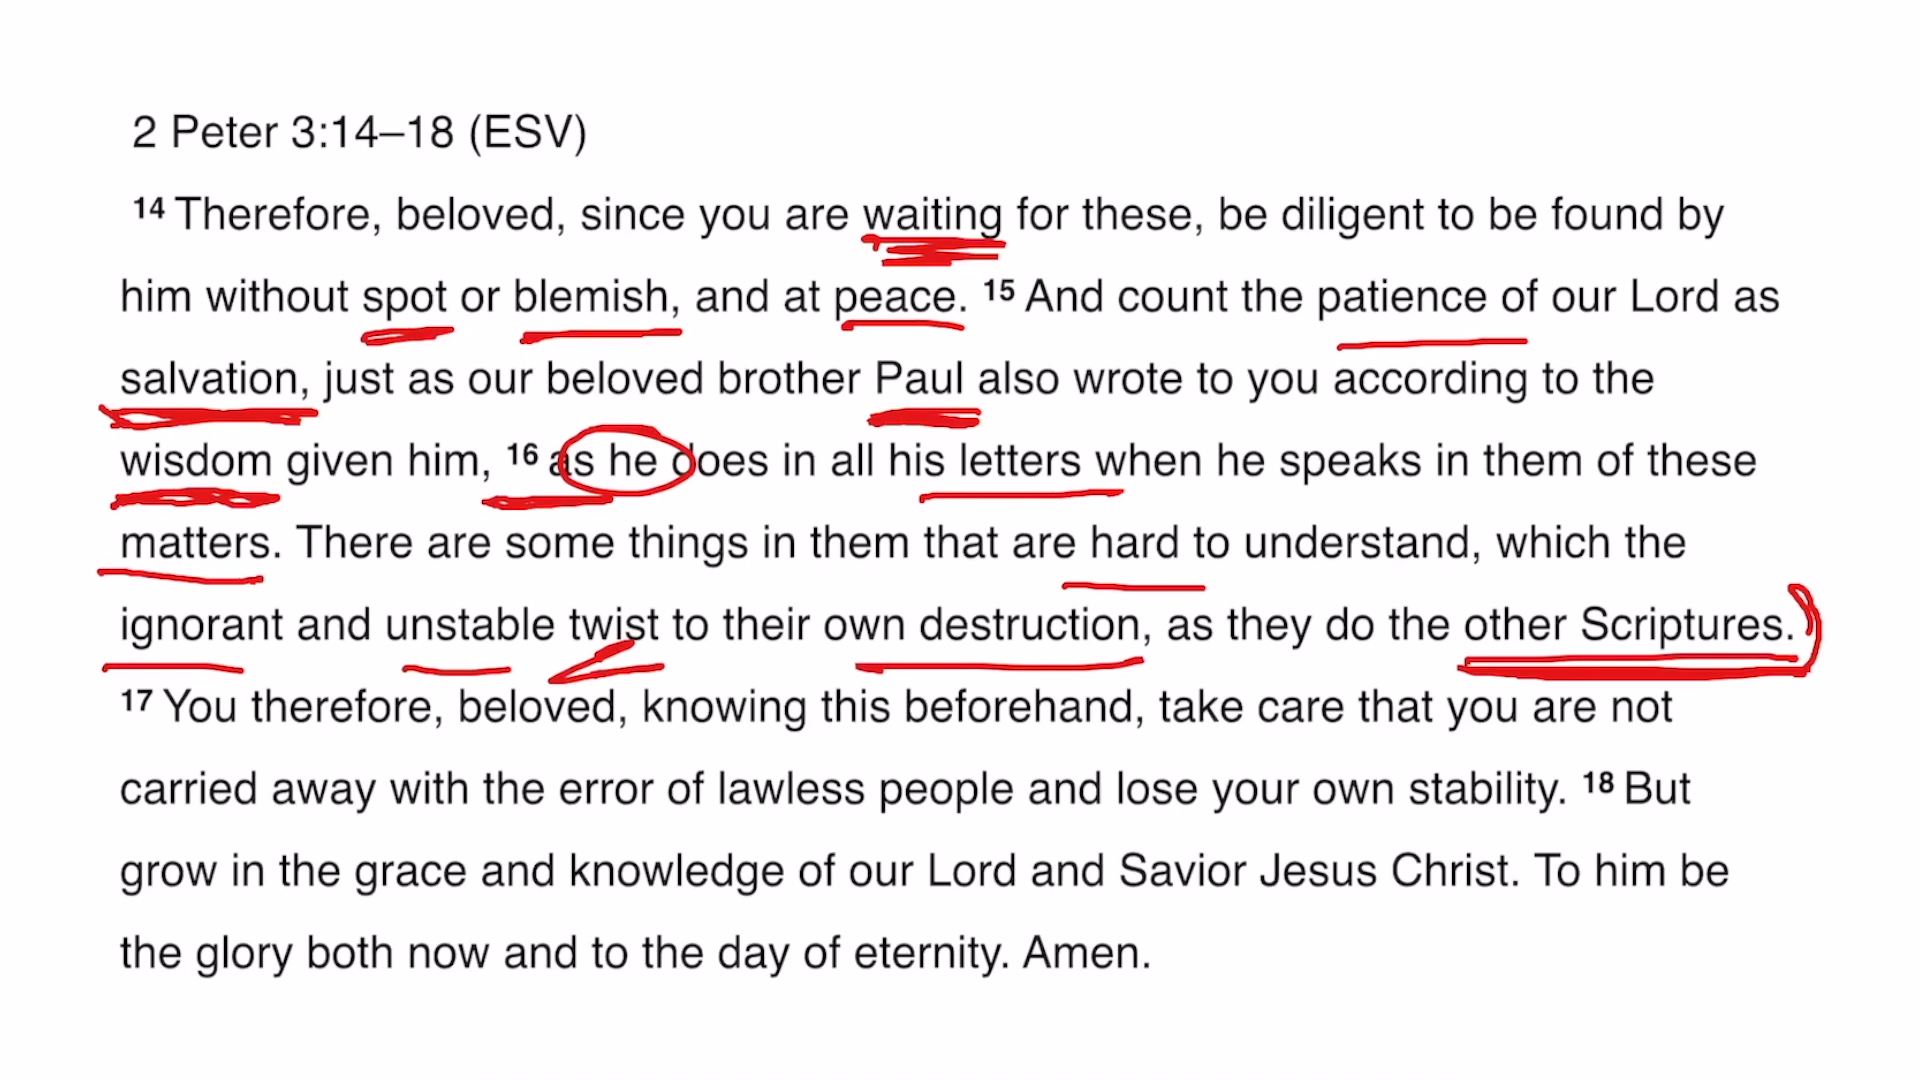 2 Peter 3:14–18 (ESV)
14 Therefore, beloved, since you are waiting for these, be diligent to be found by
him without spot or blemish, and at peace. 15 And count the patience of our Lord as
salvation, just as our beloved brother Paul also wrote to you according to the
wisdom given him, 16 as he does in all his letters when he speaks in them of these
matters. There are some things in them that are hard to understand, which the
ignorant and unstable twist to their own destruction, as they do the other Scriptures.
17 You therefore, beloved, knowing this beforehand, take care that you are not
carried away with the error of lawless people and lose your own stability. 18 But
grow in the grace and knowledge of our Lord and Savior Jesus Christ. To him be
the glory both now and to the day of eternity. Amen.